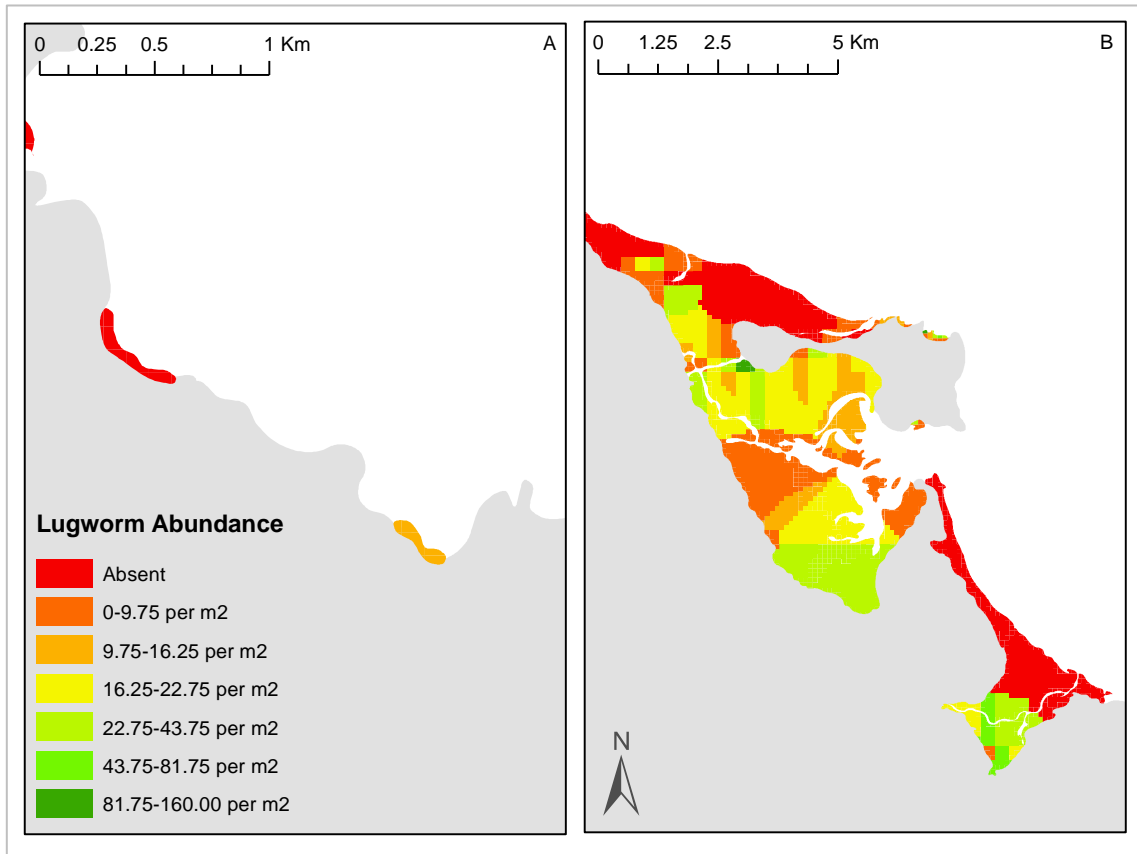 0 0.25 0.5 1 Km A
Lugworm Abundance
Absent
0-9.75 per m2
9.75-16.25 per m2
16.25-22.75 per m2
22.75-43.75 per m2
43.75-81.75 per m2
81.75-160.00 per m2
0 1.25 2.5 5 Km B
N